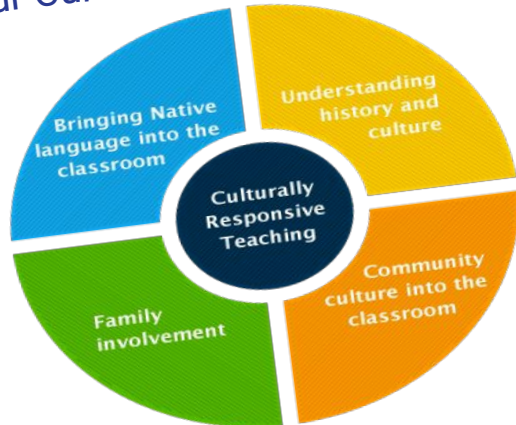 Bringing Native
language into the
classroom
Understanding
history and
culture
Culturally
Responsive
Teaching
Family
involvement
Community
culture into the
classroom